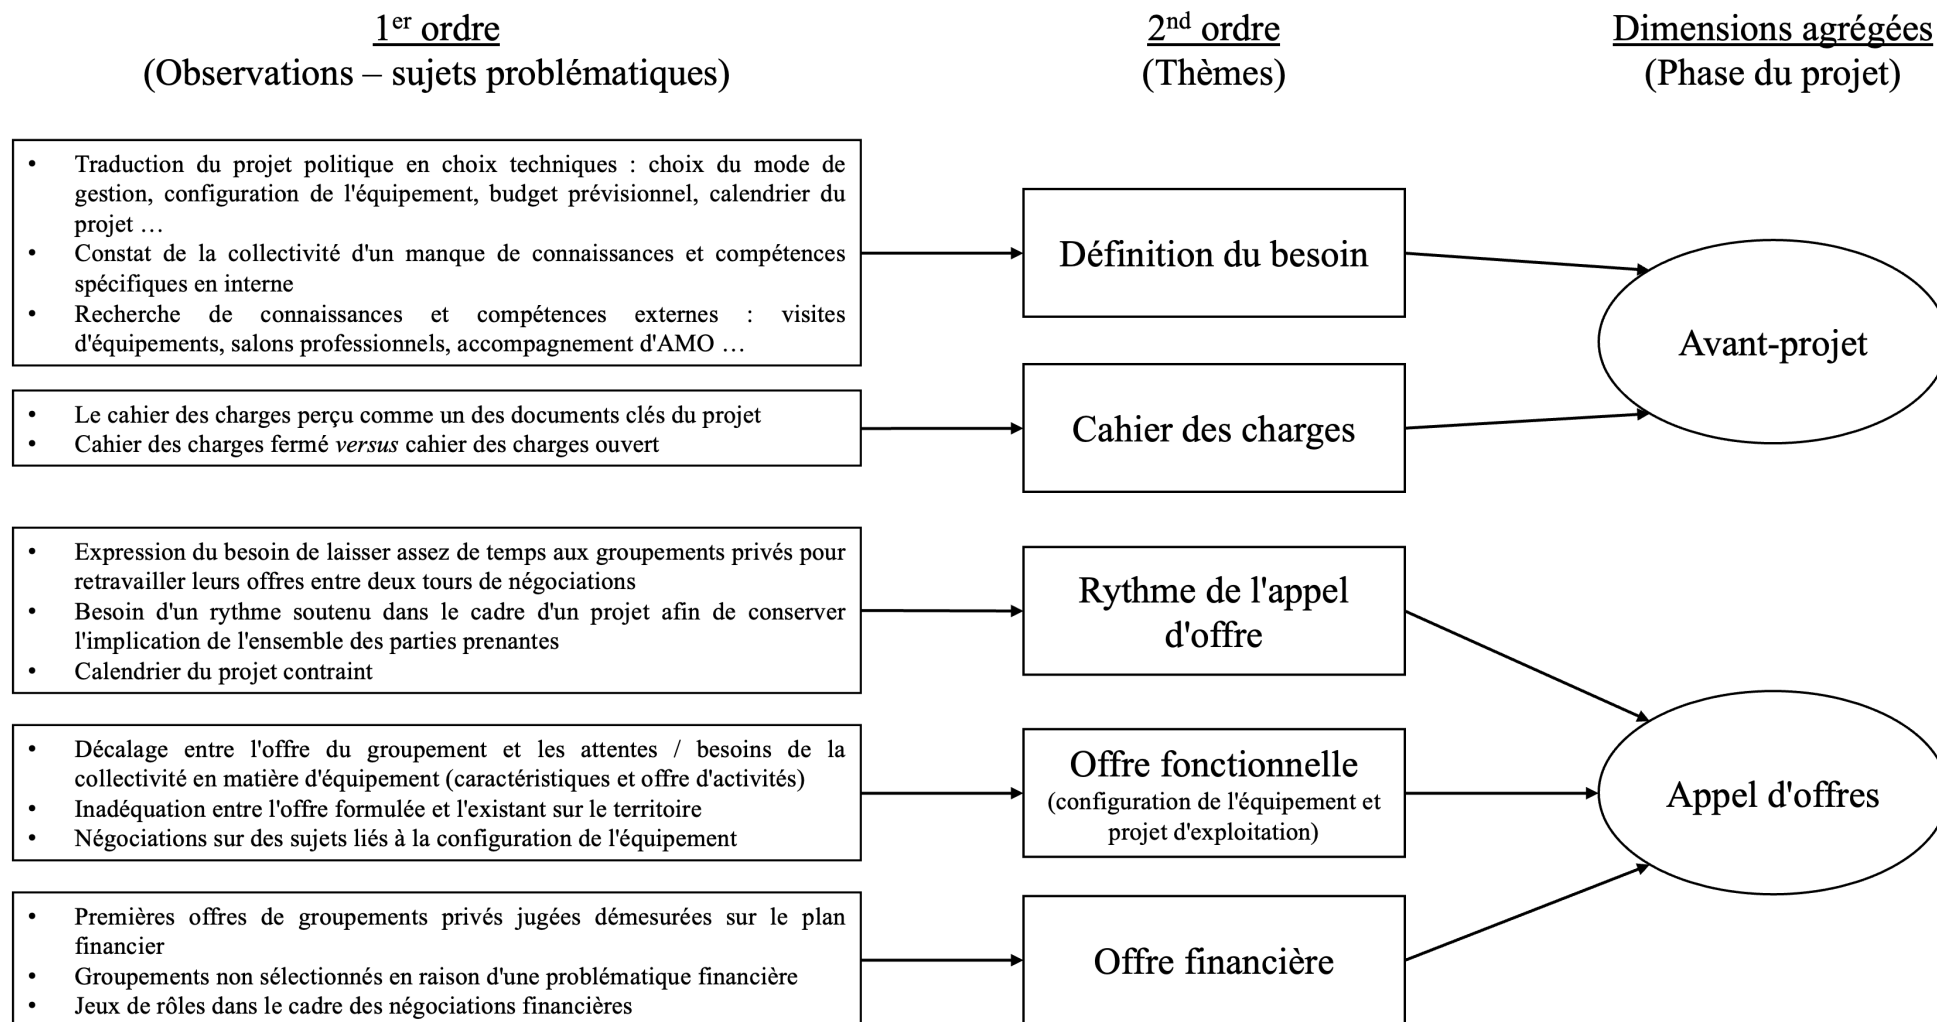 1er ordre
(Observations – sujets problématiques)
2nd ordre
(Thèmes)
Dimensions agrégées
(Phase du projet)
• Traduction du projet politique en choix techniques : choix du mode de
gestion, configuration de l'équipement, budget prévisionnel, calendrier du
projet …
• Constat de la collectivité d'un manque de connaissances et compétences
spécifiques en interne
• Recherche de connaissances et compétences externes : visites
d'équipements, salons professionnels, accompagnement d'AMO …
Définition du besoin
Avant-projet
• Le cahier des charges perçu comme un des documents clés du projet
• Cahier des charges fermé versus cahier des charges ouvert
Cahier des charges
• Expression du besoin de laisser assez de temps aux groupements privés pour
retravailler leurs offres entre deux tours de négociations
• Besoin d'un rythme soutenu dans le cadre d'un projet afin de conserver
l'implication de l'ensemble des parties prenantes
• Calendrier du projet contraint
Rythme de l'appel
d'offre
• Décalage entre l'offre du groupement et les attentes / besoins de la
collectivité en matière d'équipement (caractéristiques et offre d'activités)
• Inadéquation entre l'offre formulée et l'existant sur le territoire
• Négociations sur des sujets liés à la configuration de l'équipement
Offre fonctionnelle
(configuration de l'équipement et
projet d'exploitation)
Appel d'offres
• Premières offres de groupements privés jugées démesurées sur le plan
financier
• Groupements non sélectionnés en raison d'une problématique financière
• Jeux de rôles dans le cadre des négociations financières
Offre financière